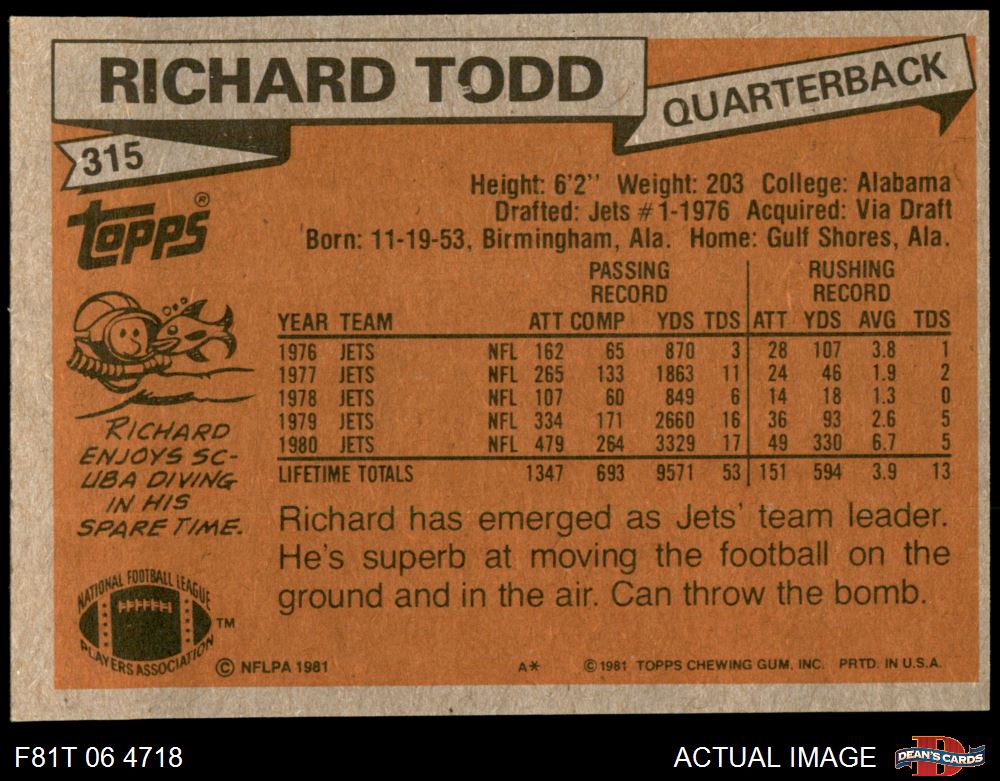 RICHARD TODD
QUARTERBACK
315
TOPPS®
Height: 6'2'' Weight: 203 College: Alabama
Drafted: Jets #1-1976 Acquired: Via Draft
Born: 11-19-53, Birmingham, Ala. Home: Gulf Shores, Ala.
PASSING RECORD RUSHING RECORD
YEAR TEAM ATT COMP YDS TDS ATT YDS AVG TDS
1976 JETS NFL 162 65 870 3 28 107 3.8 1
1977 JETS NFL 265 133 1863 11 24 46 1.9 2
1978 JETS NFL 107 60 849 6 14 18 1.3 0
1979 JETS NFL 334 171 2660 16 36 93 2.6 5
1980 JETS NFL 479 264 3329 17 49 330 6.7 5
LIFETIME TOTALS 1347 693 9571 53 151 594 3.9 13
RICHARD
ENJOYS SC-
UBA DIVING
IN HIS
SPARE TIME.
Richard has emerged as Jets' team leader.
He's superb at moving the football on the
ground and in the air. Can throw the bomb.
NATIONAL FOOTBALL LEAGUE
PLAYERS ASSOCIATION
TM
© NFLPA 1981 A* © 1981 TOPPS CHEWING GUM, INC. PRTD. IN U.S.A.
F81T 06 4718 ACTUAL IMAGE
D
DEAN'S CARDS